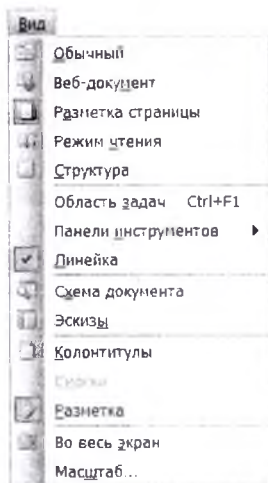 Вид
Обычный
Веб-документ
Разметка страницы
Режим чтения
Структура
Область задач Ctrl+F1
Панели инструментов
Линейка
Схема документа
Эскизы
Колонтитулы
Сноски
Разметка
Во весь экран
Масштаб...